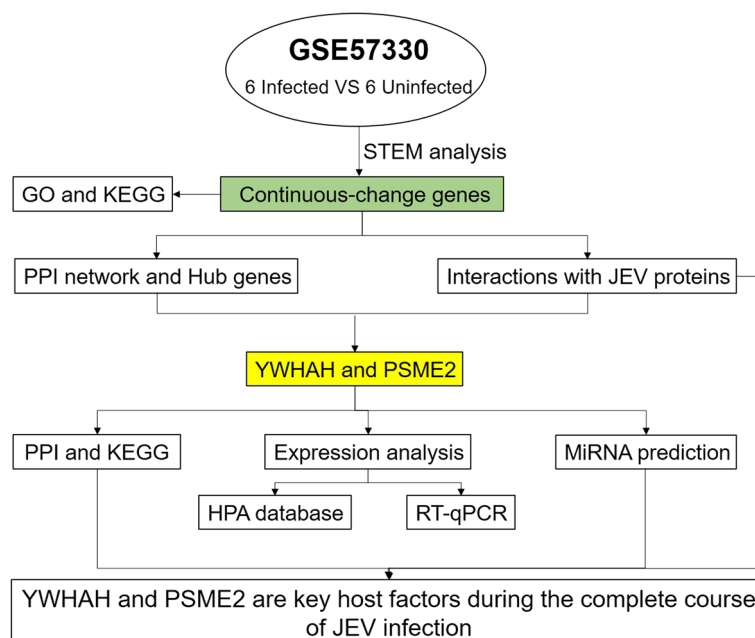 GSE57330
6 Infected VS 6 Uninfected
STEM analysis
GO and KEGG
Continuous-change genes
PPI network and Hub genes
Interactions with JEV proteins
YWHAH and PSME2
PPI and KEGG
Expression analysis
MiRNA prediction
HPA database
RT-qPCR
YWHAH and PSME2 are key host factors during the complete course
of JEV infection